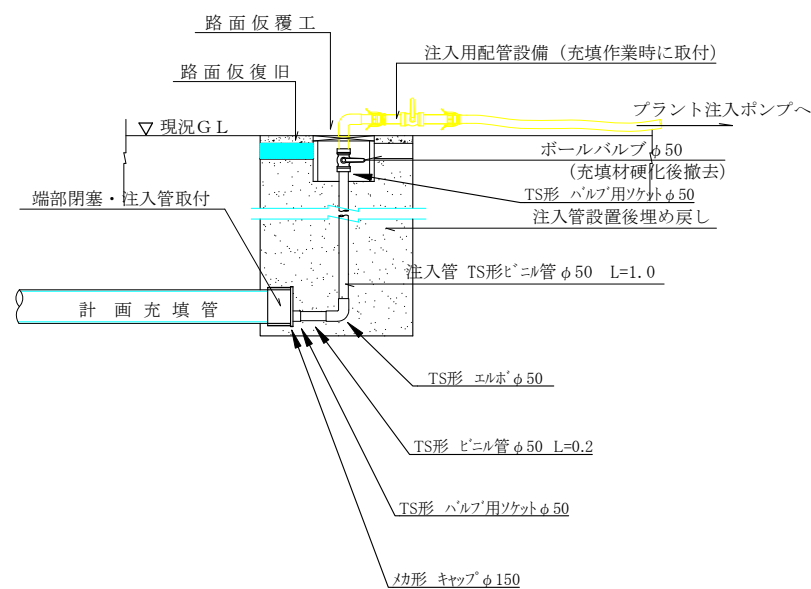 路面仮覆工
注入用配管設備（充填作業時に取付）
路面仮復旧
プラント注入ポンプへ
▽ 現況ＧＬ
ボールバルブφ50
（充填材硬化後撤去）
TS形 ﾊﾞﾙﾌﾞ用ｿｹｯﾄφ50
端部閉塞・注入管取付
注入管設置後埋め戻し
注入管 TS形ﾋﾞﾆﾙ管φ50 L=1.0
計画充填管
TS形 ｴﾙﾎﾞφ50
TS形 ﾋﾞﾆﾙ管φ50 L=0.2
TS形 ﾊﾞﾙﾌﾞ用ｿｹｯﾄφ50
ﾒｶ形 ｷｬｯﾌﾟφ150